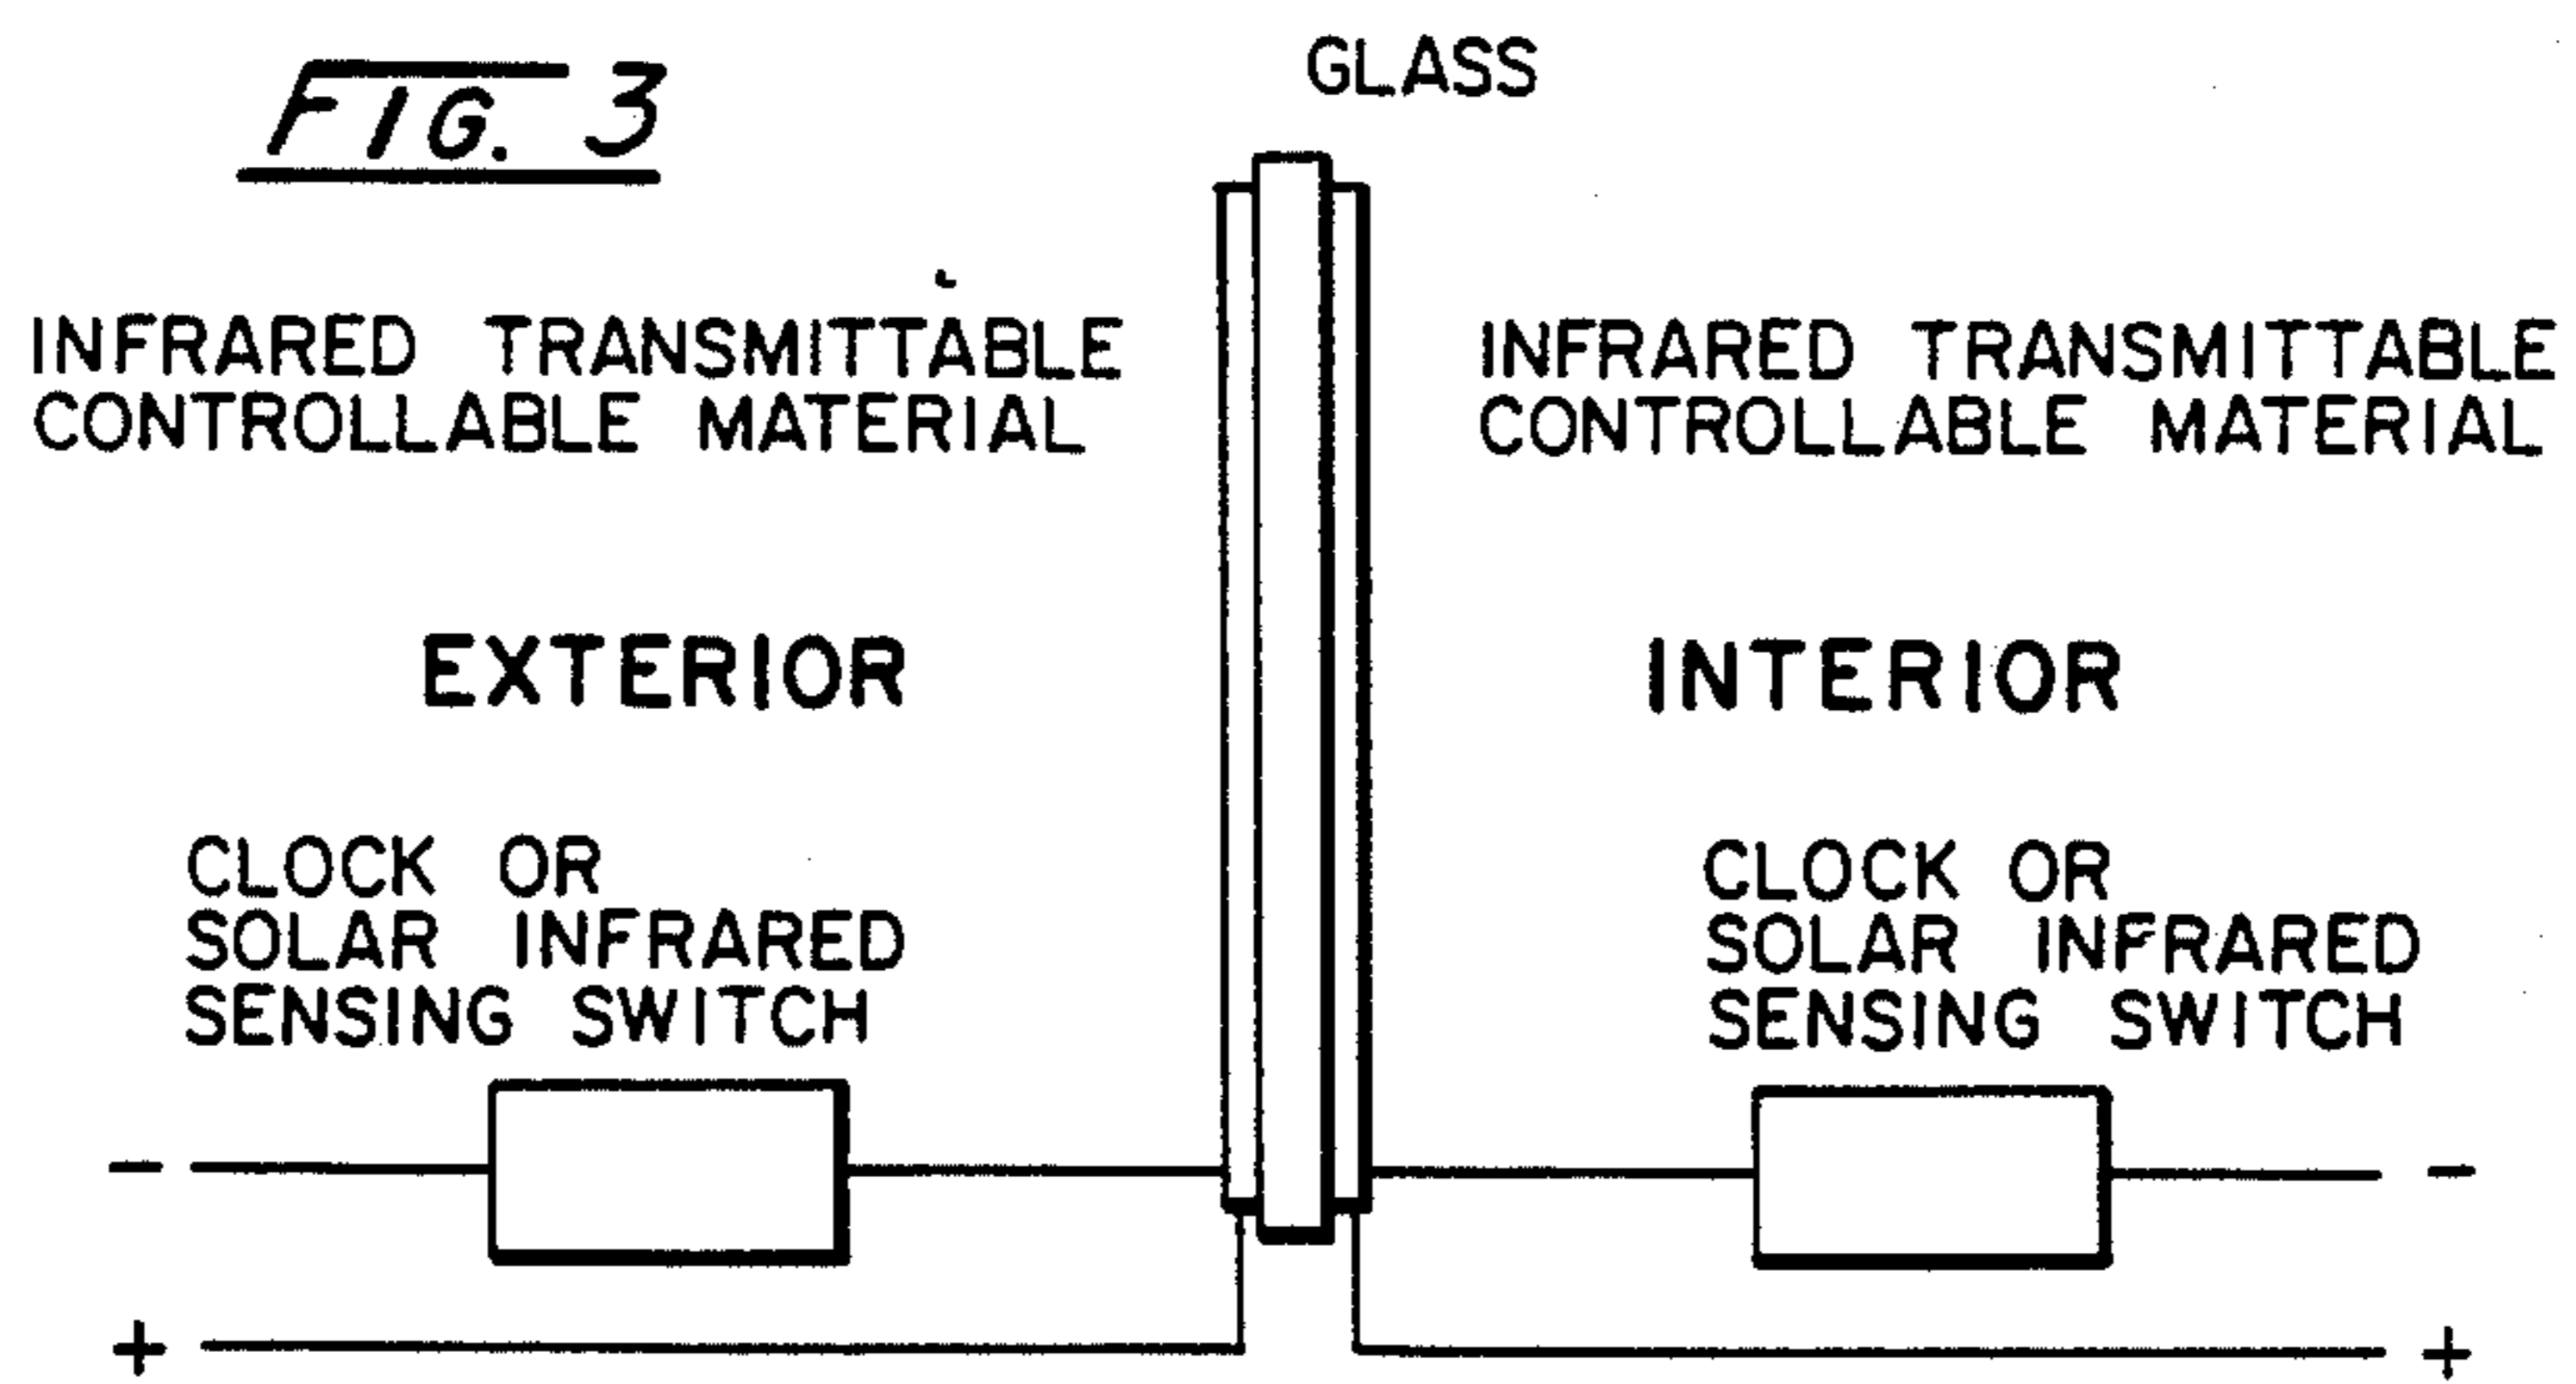 FIG. 3
GLASS
INFRARED TRANSMITTABLE
CONTROLLABLE MATERIAL
INFRARED TRANSMITTABLE
CONTROLLABLE MATERIAL
EXTERIOR
INTERIOR
CLOCK OR
SOLAR INFRARED
SENSING SWITCH
CLOCK OR
SOLAR INFRARED
SENSING SWITCH
- -
+ +